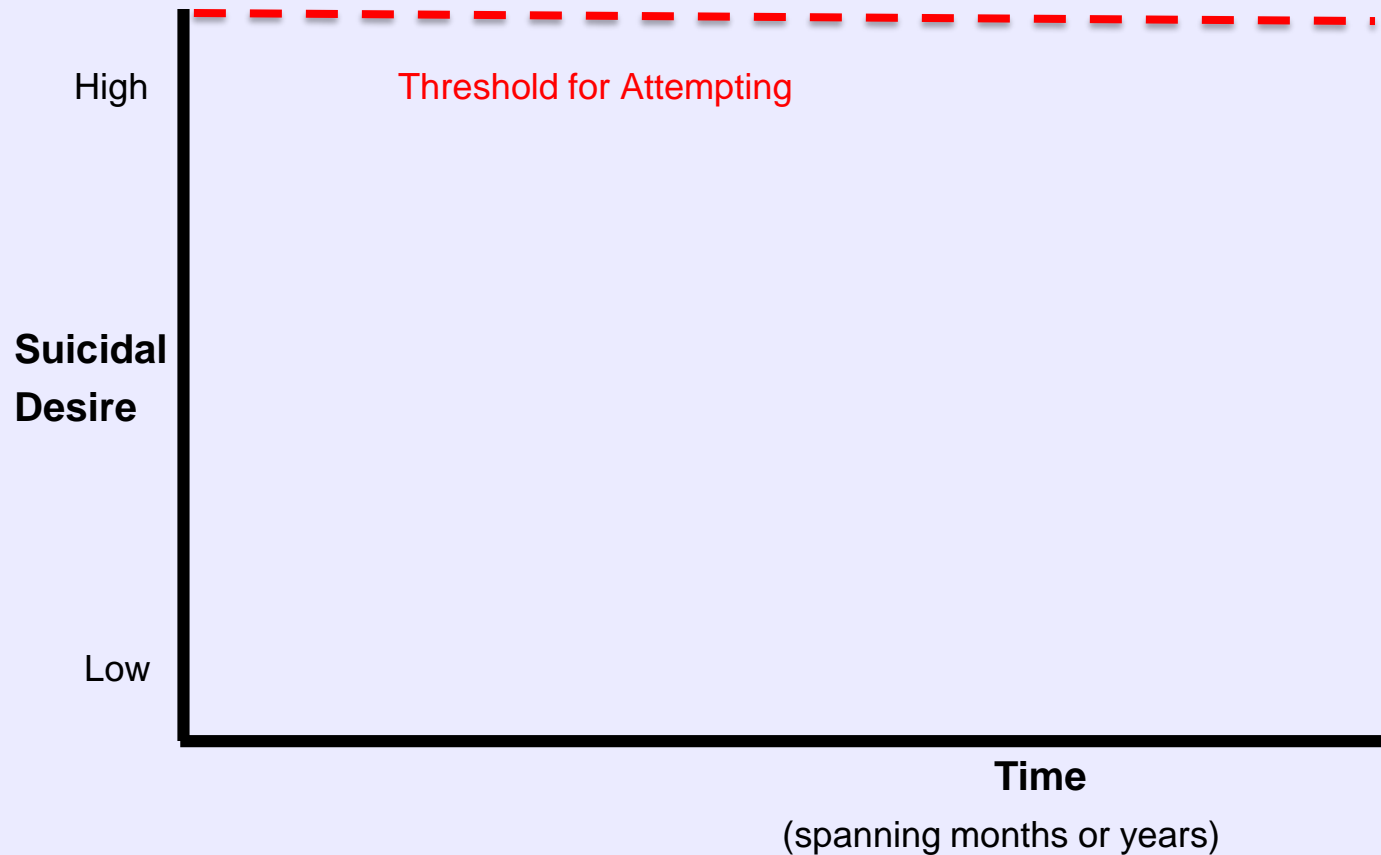 High
Threshold for Attempting
Suicidal
Desire
Low
Time
(spanning months or years)